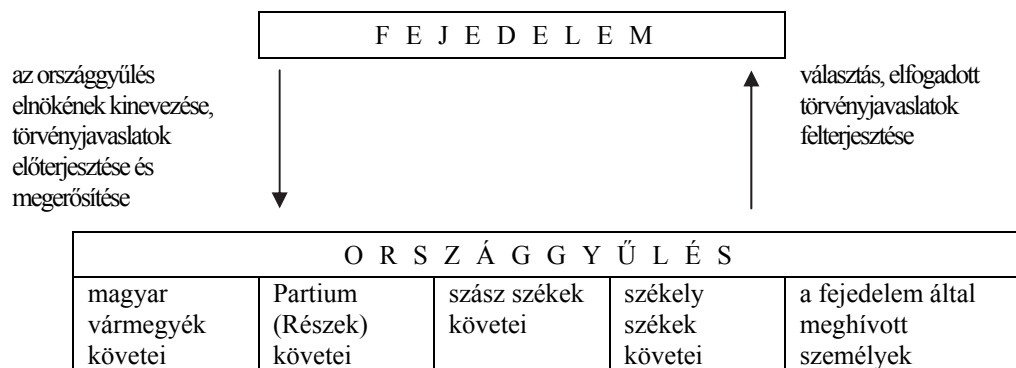 F E J E D E L E M
az országgyűlés
elnökének kinevezése,
törvényjavaslatok
előterjesztése és
megerősítése
választás, elfogadott
törvényjavaslatok
felterjesztése
O R S Z Á G G Y Ű L É S
magyar
vármegyék
követei
Partium
(Részek)
követei
szász székek
követei
székely
székek
követei
a fejedelem által
meghívott
személyek